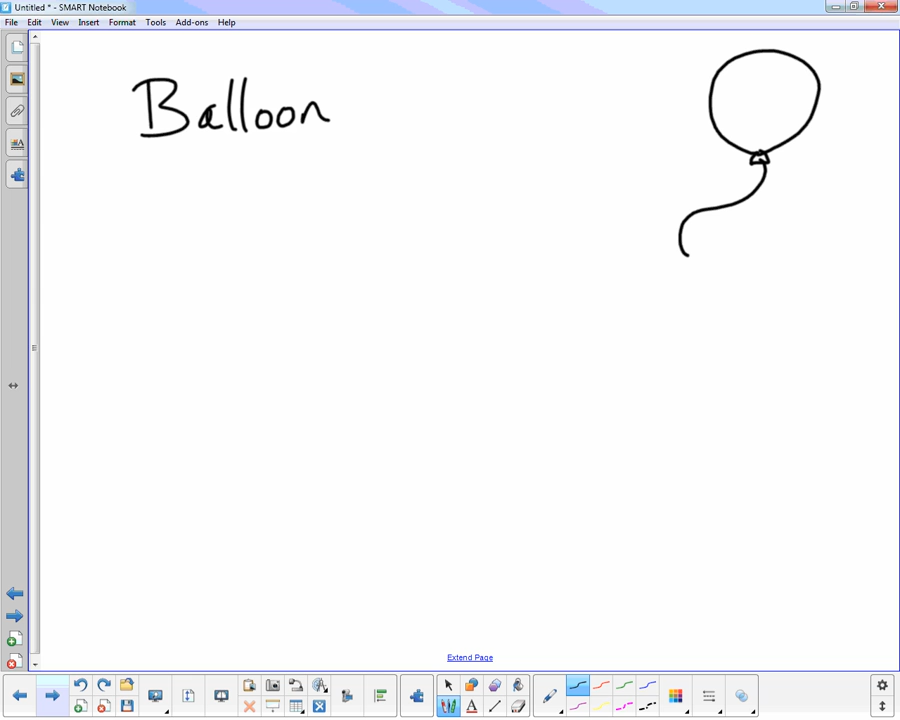 Untitled * - SMART Notebook
File Edit View Insert Format Tools Add-ons Help
Balloon
Extend Page